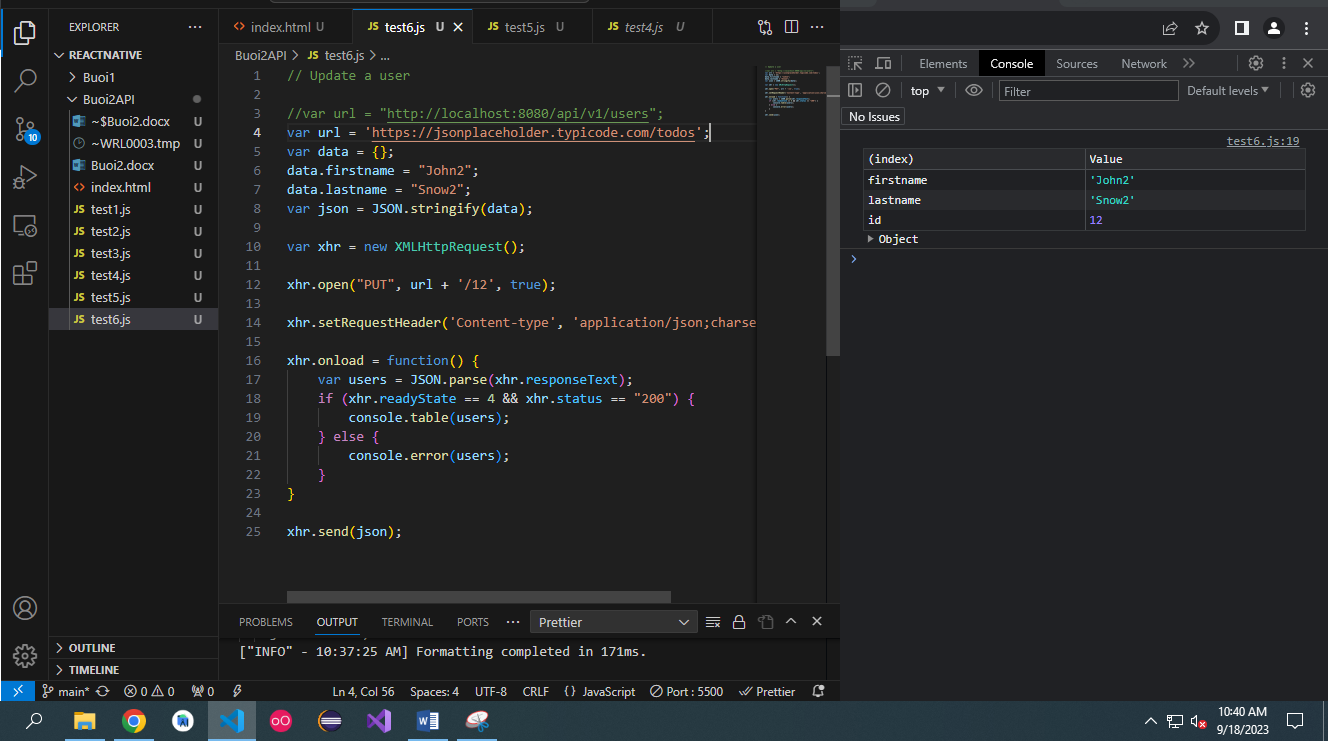 EXPLORER
REACTNATIVE
Buoi1
Buoi2API
~$Buoi2.docx U
~WRL0003.tmp U
Buoi2.docx U
index.html U
test1.js U
test2.js U
test3.js U
test4.js U
test5.js U
test6.js U
OUTLINE
TIMELINE
10
index.html U
JS test6.js U
JS test5.js U
JS test4.js U
Buoi2API > JS test6.js > ...
1 // Update a user
2
3 //var url = "http://localhost:8080/api/v1/users";
4 var url = 'https://jsonplaceholder.typicode.com/todos';
5 var data = {};
6 data.firstname = "John2";
7 data.lastname = "Snow2";
8 var json = JSON.stringify(data);
9
10 var xhr = new XMLHttpRequest();
11
12 xhr.open("PUT", url + '/12', true);
13
14 xhr.setRequestHeader('Content-type', 'application/json;charse
15
16 xhr.onload = function() {
17 var users = JSON.parse(xhr.responseText);
18 if (xhr.readyState == 4 && xhr.status == "200") {
19 console.table(users);
20 } else {
21 console.error(users);
22 }
23 }
24
25 xhr.send(json);
PROBLEMS OUTPUT TERMINAL PORTS ... Prettier
["INFO" - 10:37:25 AM] Formatting completed in 171ms.
main* 0 0 0 Ln 4, Col 56 Spaces: 4 UTF-8 CRLF {} JavaScript Port : 5500 Prettier
Elements Console Sources Network
top Filter Default levels
No Issues
test6.js:19
(index) Value
firstname 'John2'
lastname 'Snow2'
id 12
Object
10:40 AM
9/18/2023